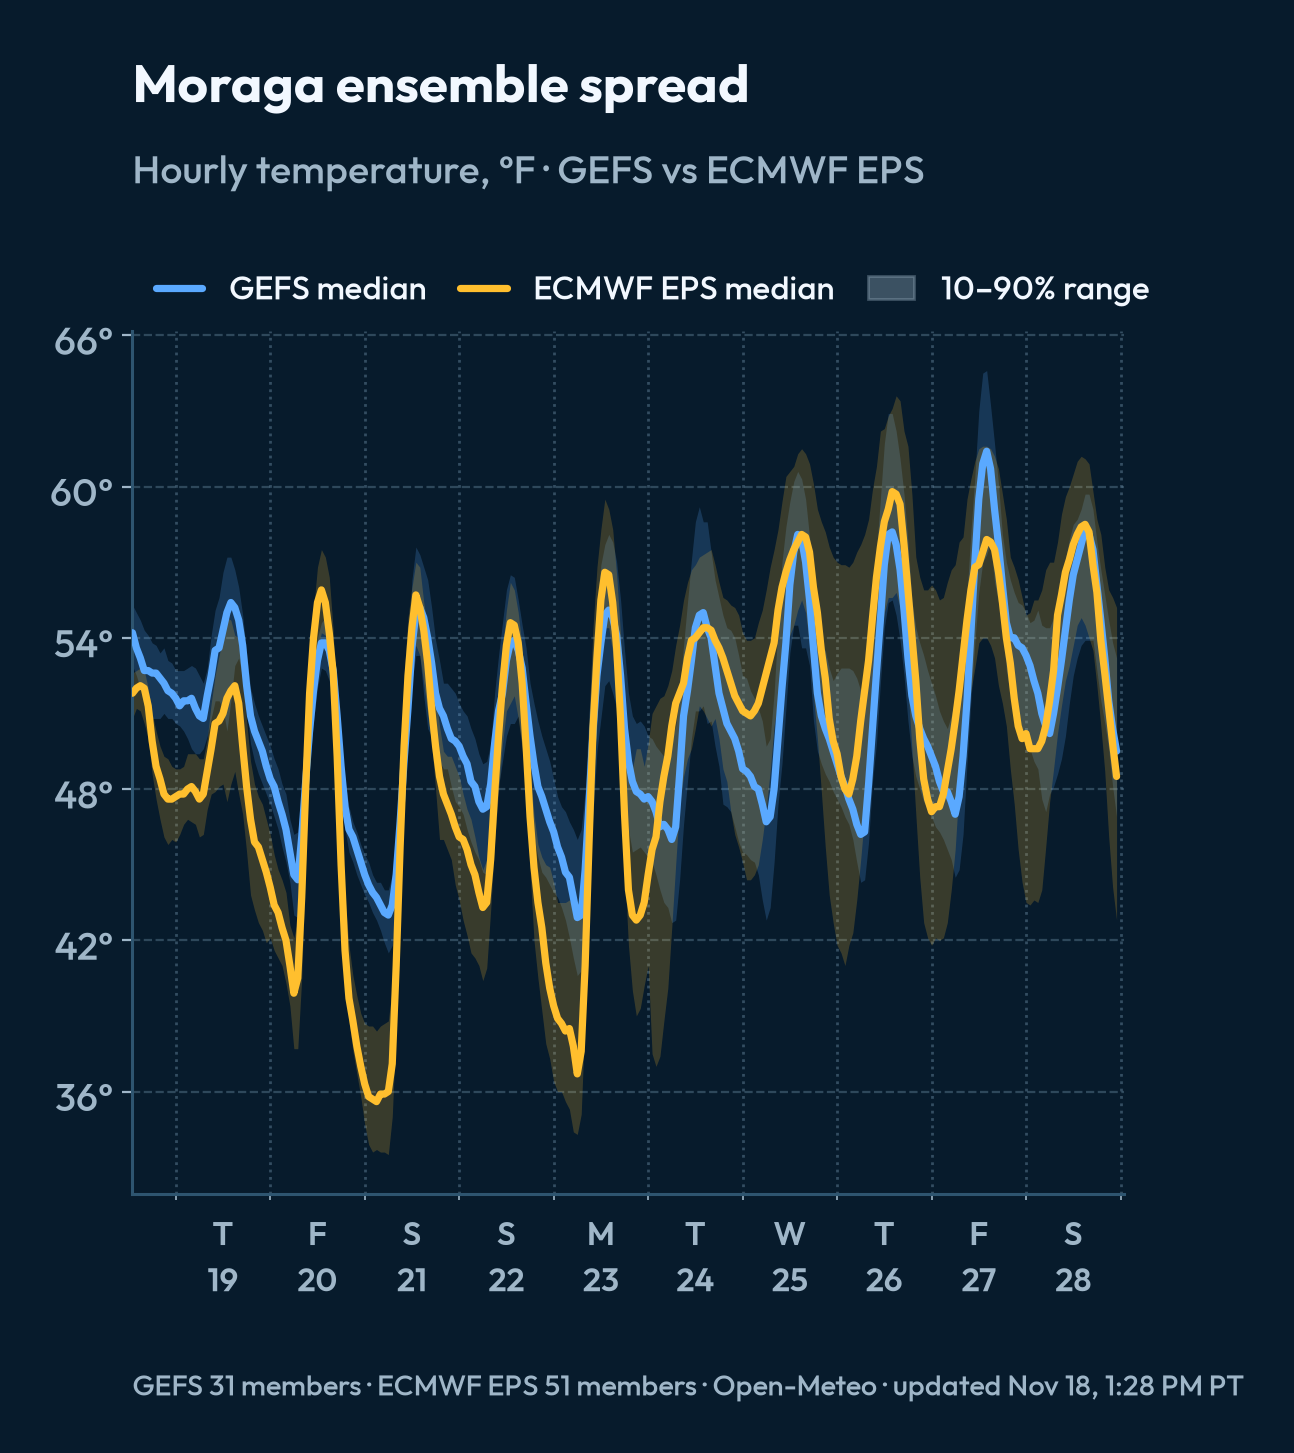 Moraga ensemble spread
Hourly temperature, °F · GEFS vs ECMWF EPS
GEFS median ECMWF EPS median 10–90% range
66°
60°
54°
48°
42°
36°
T F S S M T W T F S
19 20 21 22 23 24 25 26 27 28
GEFS 31 members · ECMWF EPS 51 members · Open-Meteo · updated Nov 18, 1:28 PM PT